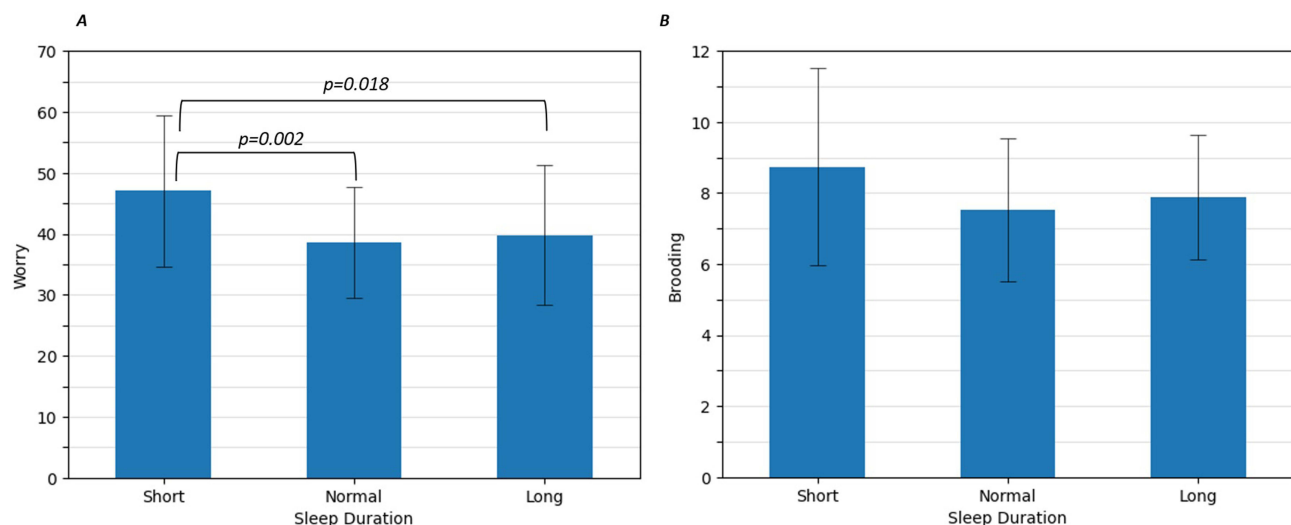 A
70
60
50
40
30
20
10
0
Worry
p=0.018
p=0.002
Short Normal Long
Sleep Duration
B
12
10
8
6
4
2
0
Brooding
Short Normal Long
Sleep Duration